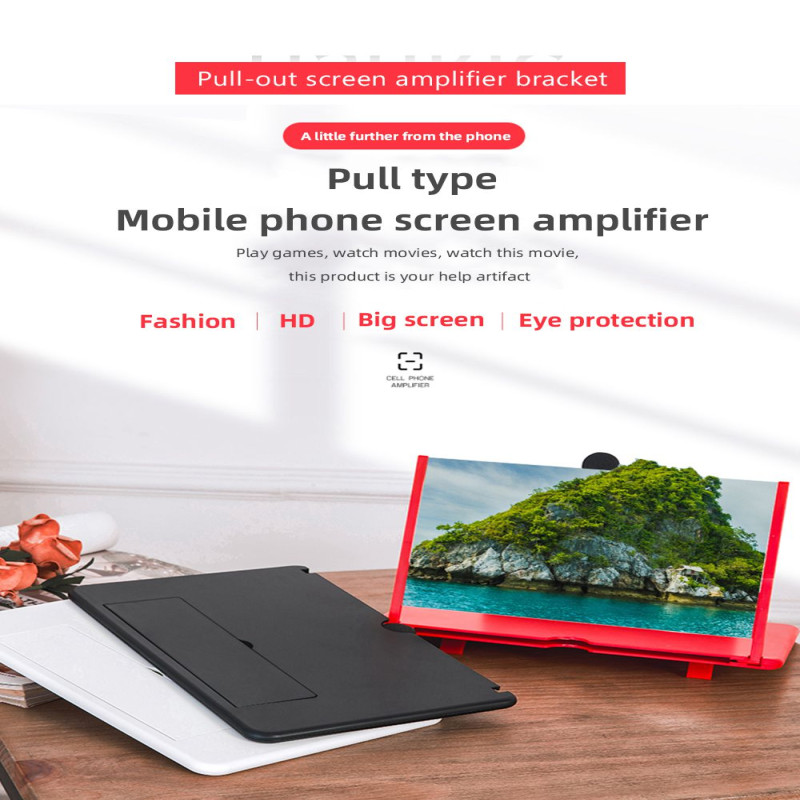 Pull-out screen amplifier bracket
A little further from the phone
Pull type
Mobile phone screen amplifier
Play games, watch movies, watch this movie,
this product is your help artifact
Fashion | HD | Big screen | Eye protection
CELL PHONE
AMPLIFIER